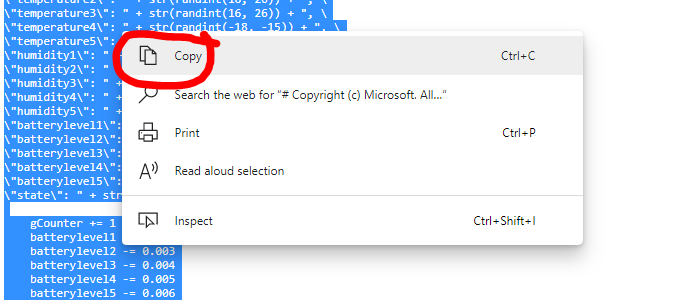 \"temperature2\": " + str(randint(16, 26)) + ", \
\"temperature3\": " + str(randint(16, 26)) + ", \
\"temperature4\": " + str(randint(-18, -15)) + ", \
\"temperature5\":
\"humidity1\": " +
\"humidity2\": " +
\"humidity3\": " +
\"humidity4\": " +
\"humidity5\": " +
\"batterylevel1\":
\"batterylevel2\":
\"batterylevel3\":
\"batterylevel4\":
\"batterylevel5\":
\"state\": " + str
gCounter += 1
batterylevel1
batterylevel2 -= 0.003
batterylevel3 -= 0.004
batterylevel4 -= 0.005
batterylevel5 -= 0.006
Copy Ctrl+C
Search the web for "# Copyright (c) Microsoft. All..."
Print Ctrl+P
Read aloud selection
Inspect Ctrl+Shift+I